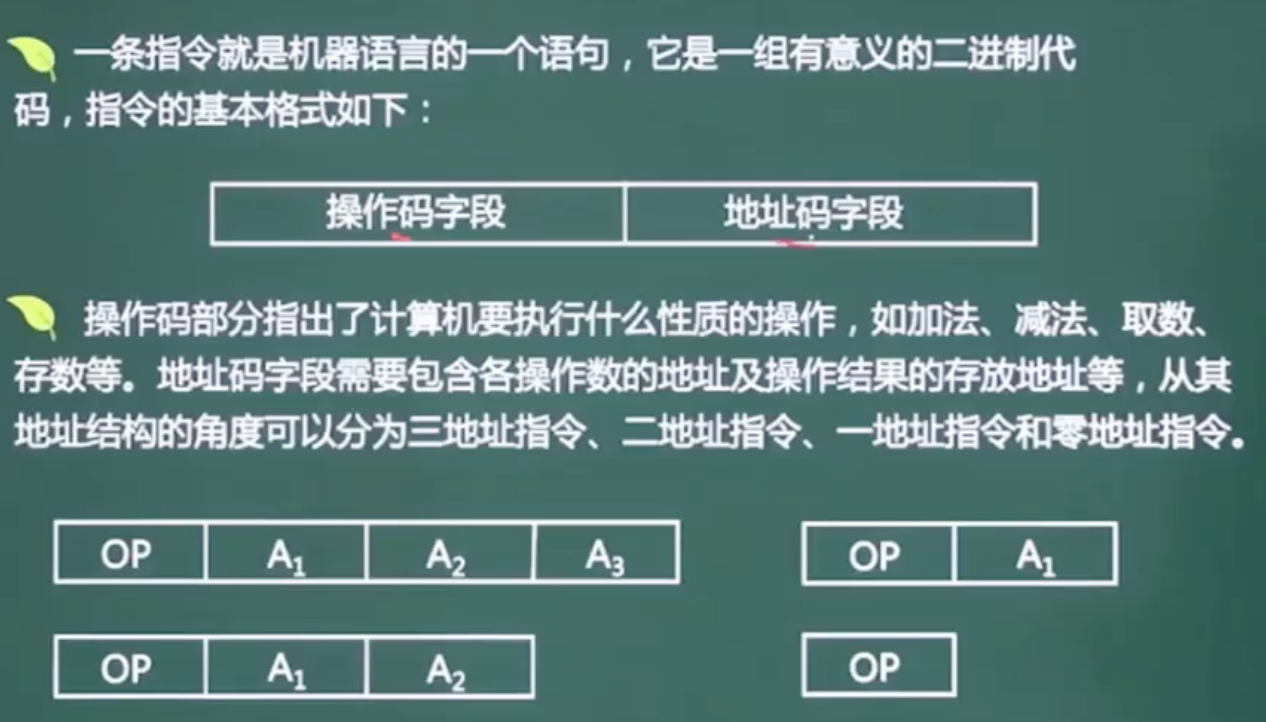 一条指令就是机器语言的一个语句，它是一组有意义的二进制代
码，指令的基本格式如下：
操作码字段 地址码字段
操作码部分指出了计算机要执行什么性质的操作，如加法、减法、取数、
存数等。地址码字段需要包含各操作数的地址及操作结果的存放地址等，从其
地址结构的角度可以分为三地址指令、二地址指令、一地址指令和零地址指令。
OP A₁ A₂ A₃ OP A₁
OP A₁ A₂ OP